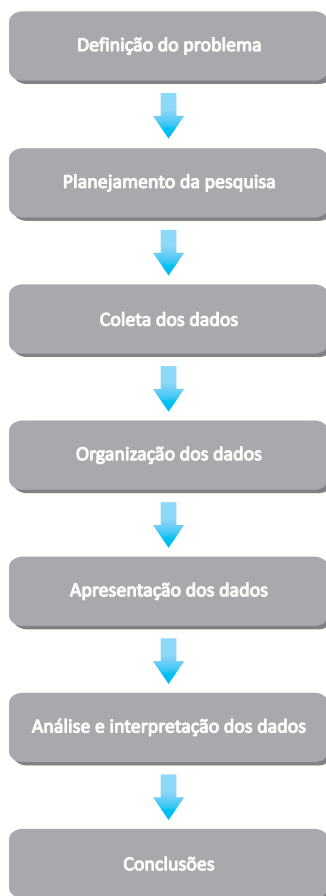 Definição do problema
Planejamento da pesquisa
Coleta dos dados
Organização dos dados
Apresentação dos dados
Análise e interpretação dos dados
Conclusões